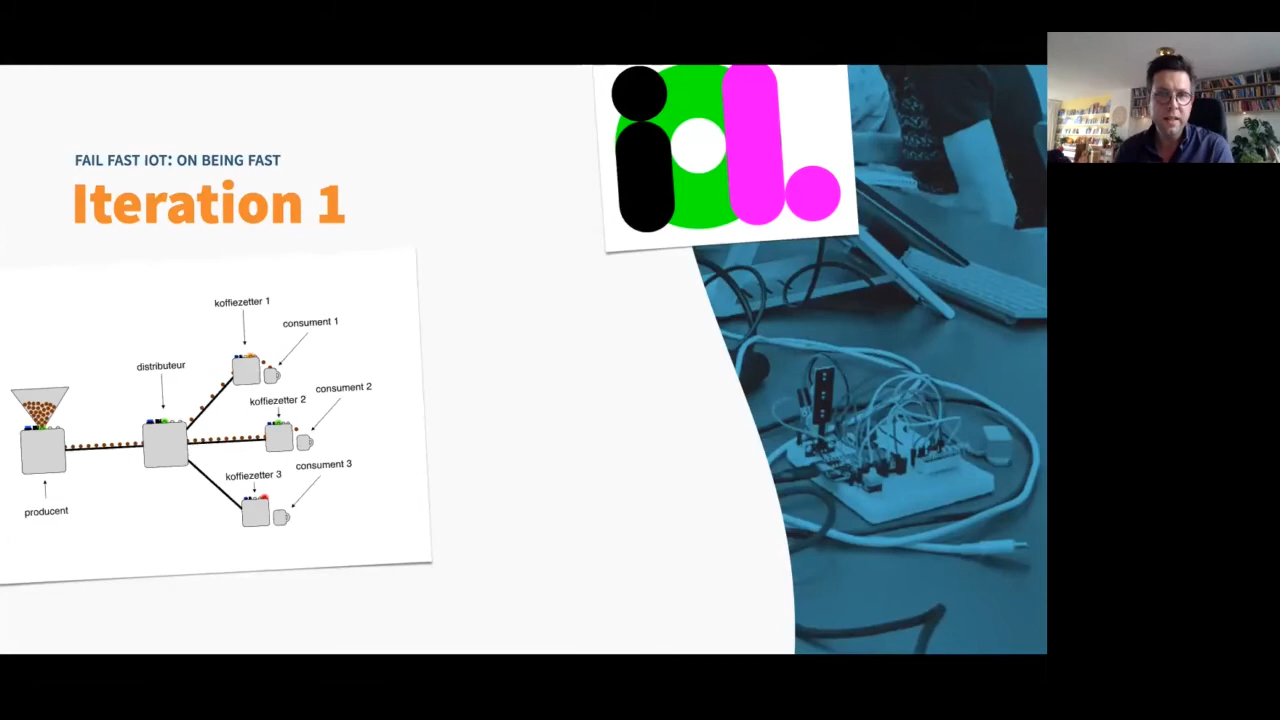 FAIL FAST IOT: ON BEING FAST
Iteration 1
iol.
koffiezetter 1
consument 1
distributeur
consument 2
koffiezetter 2
consument 3
koffiezetter 3
producent